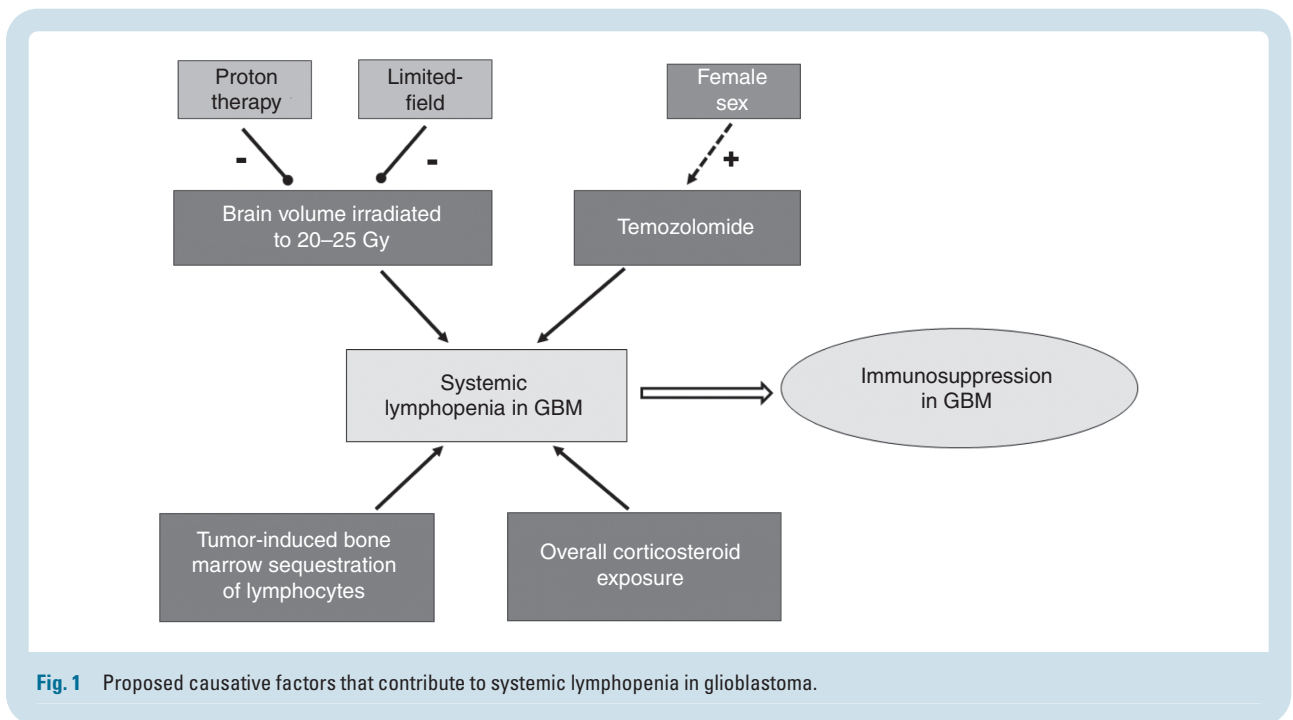 Proton
therapy
Limited-
field
Female
sex
-
-
+
Brain volume irradiated
to 20–25 Gy
Temozolomide
Systemic
lymphopenia in GBM
Immunosuppression
in GBM
Tumor-induced bone
marrow sequestration
of lymphocytes
Overall corticosteroid
exposure
Fig. 1 Proposed causative factors that contribute to systemic lymphopenia in glioblastoma.